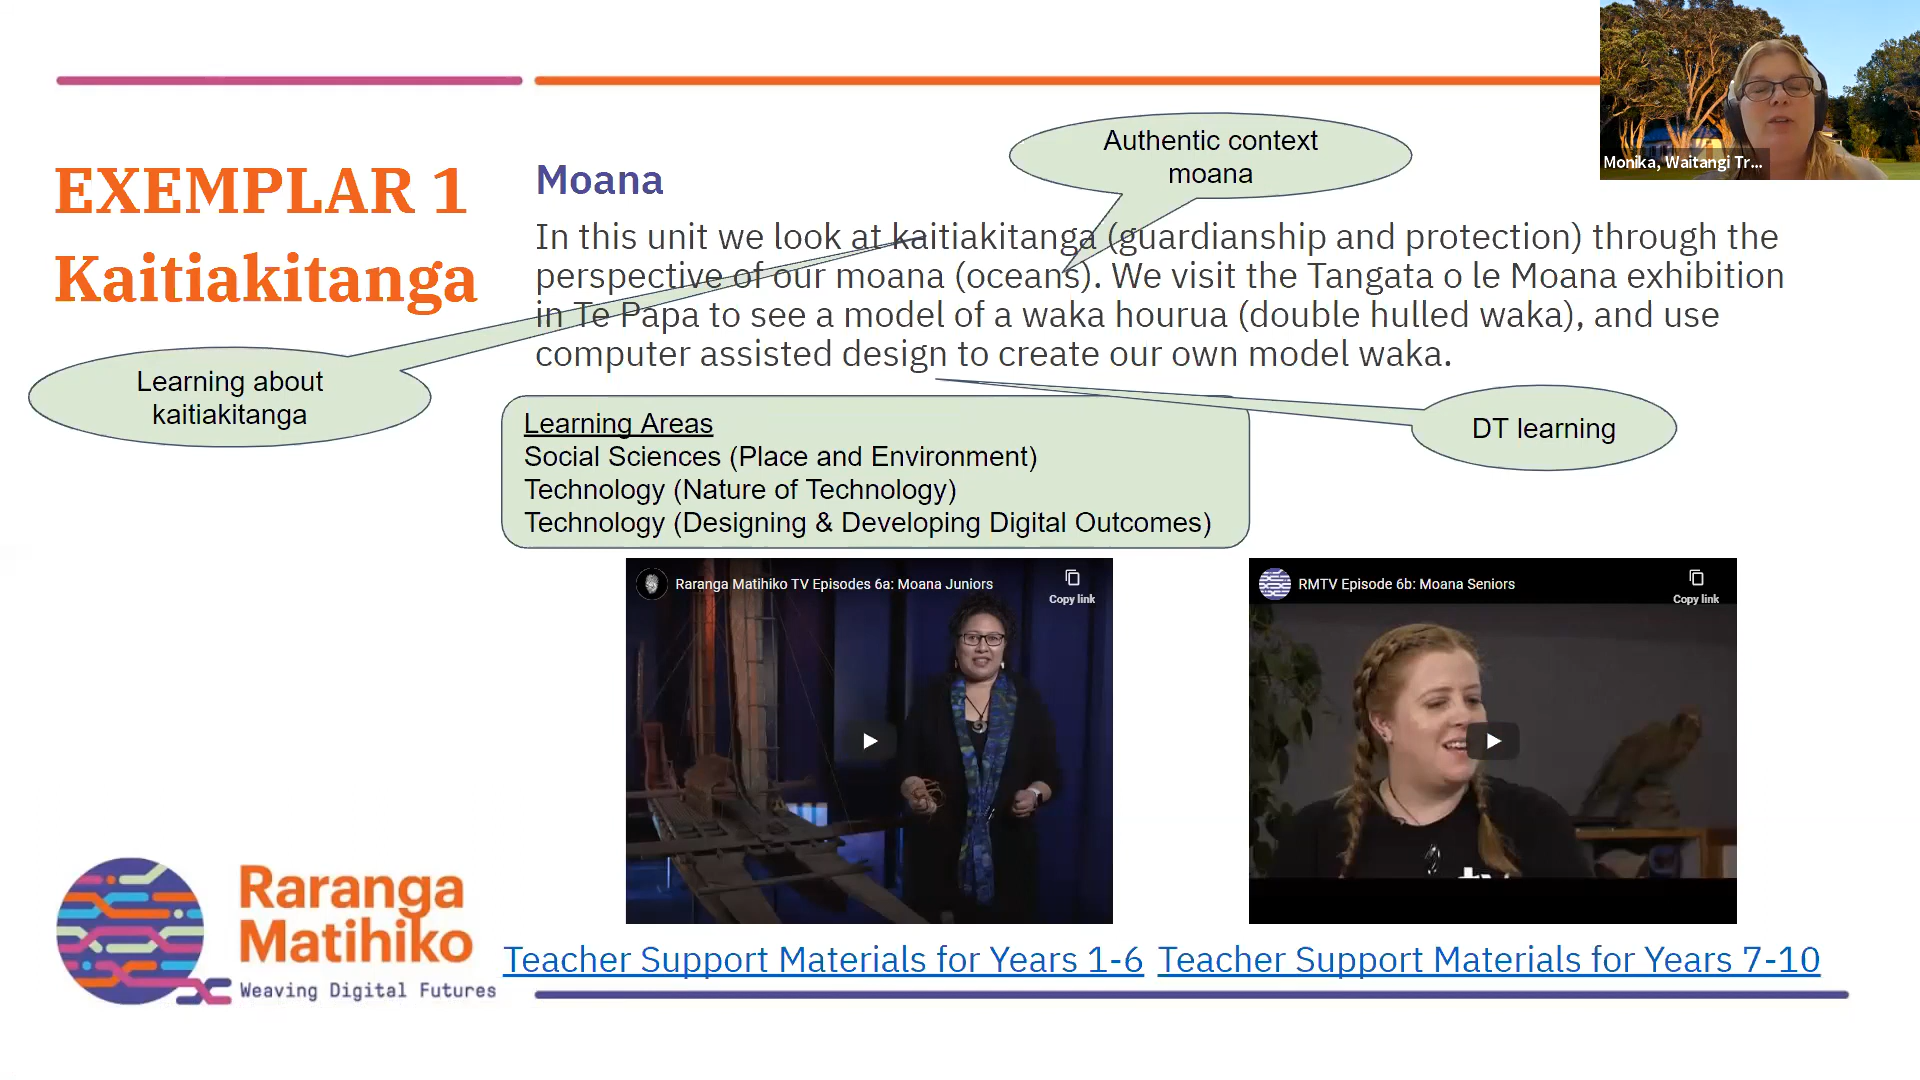 EXEMPLAR 1
Kaitiakitanga
Moana
In this unit we look at kaitiakitanga (guardianship and protection) through the
perspective of our moana (oceans). We visit the Tangata o le Moana exhibition
in Te Papa to see a model of a waka hourua (double hulled waka), and use
computer assisted design to create our own model waka.
Authentic context
moana
Learning about
kaitiakitanga
DT learning
Learning Areas
Social Sciences (Place and Environment)
Technology (Nature of Technology)
Technology (Designing & Developing Digital Outcomes)
Monika, Waitangi Tr...
Raranga Matihiko TV Episodes 6a: Moana Juniors
Copy link
RMTV Episode 6b: Moana Seniors
Copy link
Teacher Support Materials for Years 1-6
Teacher Support Materials for Years 7-10
Raranga
Matihiko
Weaving Digital Futures